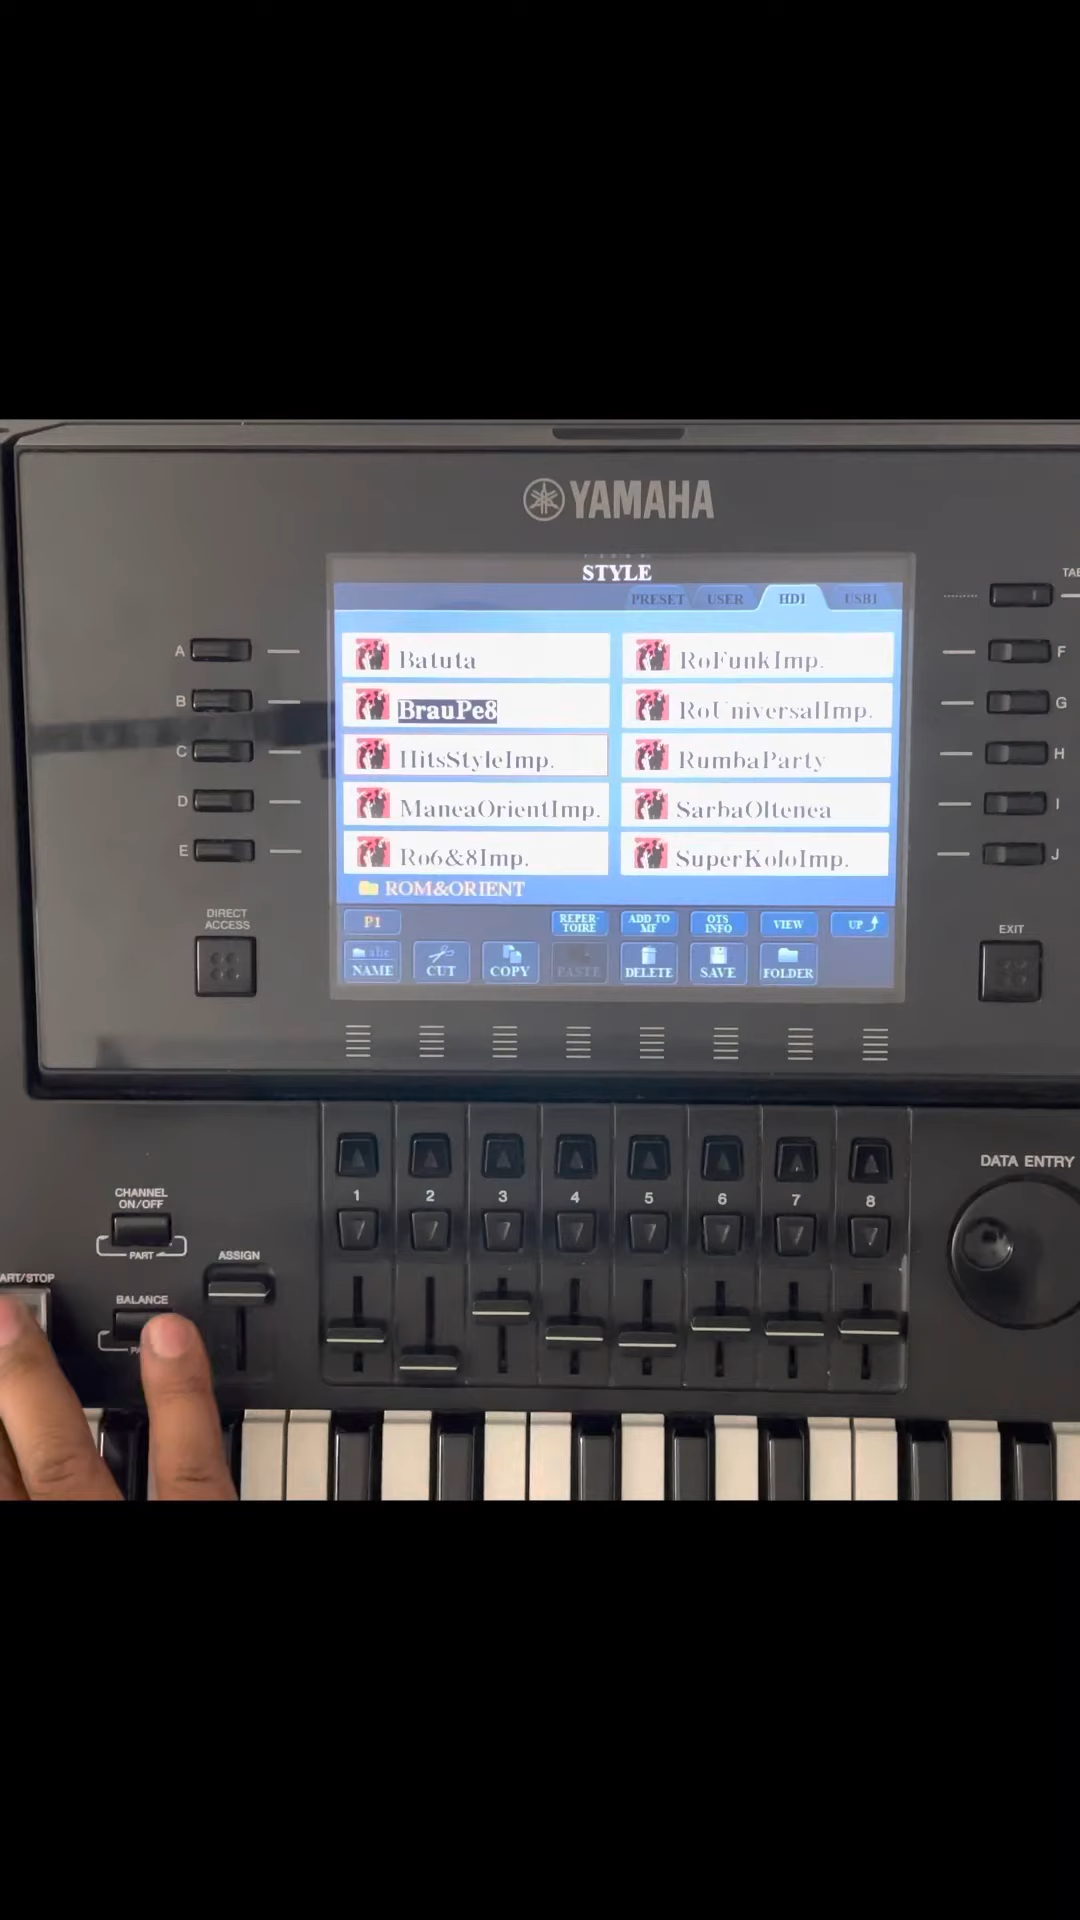 YAMAHA
STYLE
PRESET USER HD1 USB1
A Batuta RoFunkImp. F
B BrauPe8 RoUniversalImp. G
C HitsStyleImp. RumbaParty H
D ManeaOrientImp. SarbaOltenea I
E Ro6&8Imp. SuperKoloImp. J
ROM&ORIENT
P1 REPER-TOIRE ADD TO MF OTS INFO VIEW UP
NAME CUT COPY PASTE DELETE SAVE FOLDER
DIRECT ACCESS
EXIT
CHANNEL ON/OFF
PART
BALANCE
ASSIGN
1 2 3 4 5 6 7 8
DATA ENTRY